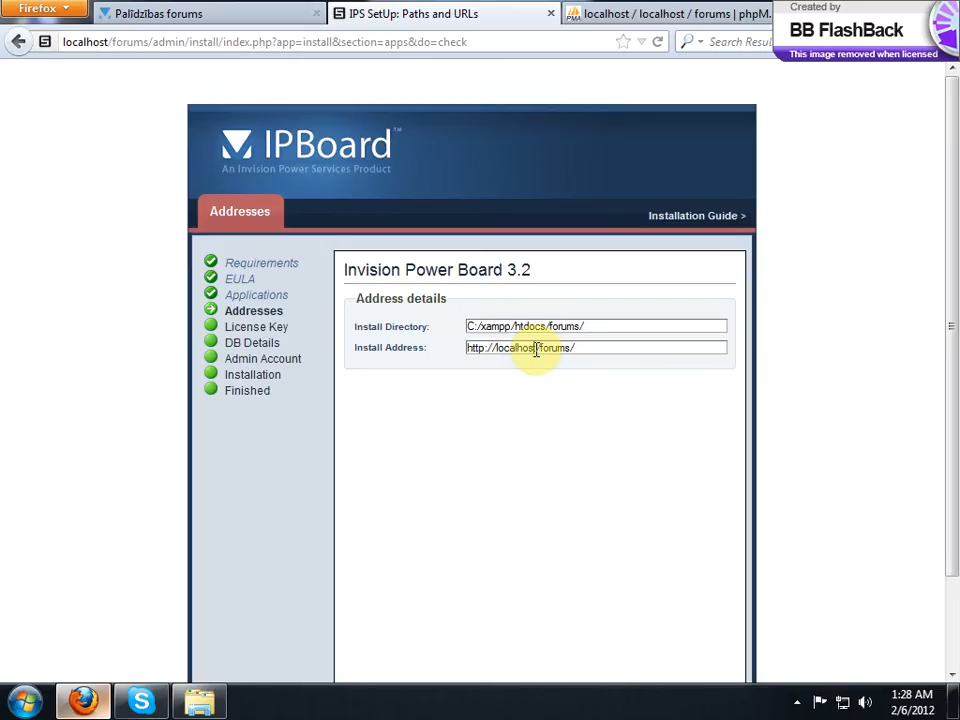 Firefox
Palīdzības forums
IPS SetUp: Paths and URLs
localhost / localhost / forums | phpM.
Created by
BB FlashBack
This image removed when licensed
localhost/forums/admin/install/index.php?app=install&section=apps&do=check
Search Resul
IPBoard™
An Invision Power Services Product
Addresses
Installation Guide >
Requirements
EULA
Applications
Addresses
License Key
DB Details
Admin Account
Installation
Finished
Invision Power Board 3.2
Address details
Install Directory: C:/xampp/htdocs/forums/
Install Address: http://localhost/forums/
1:28 AM
2/6/2012